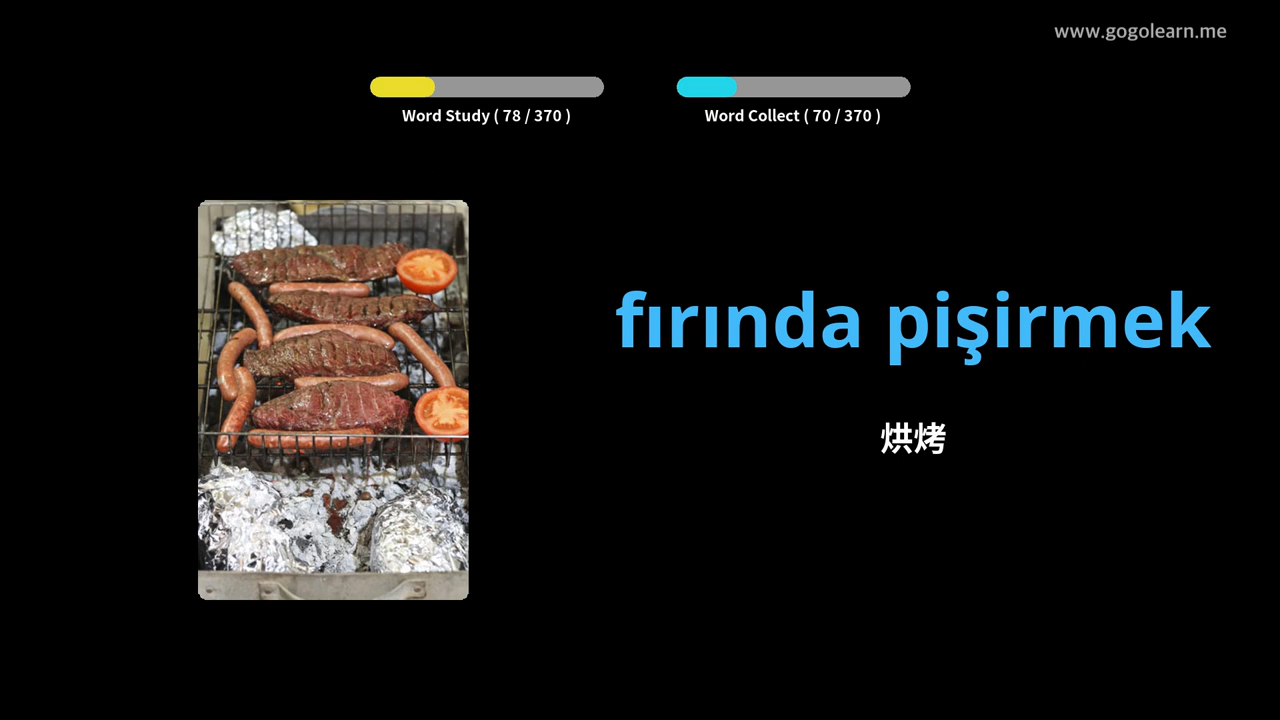 www.gogolearn.me
Word Study ( 78 / 370 )
Word Collect ( 70 / 370 )
fırında pişirmek
烘烤